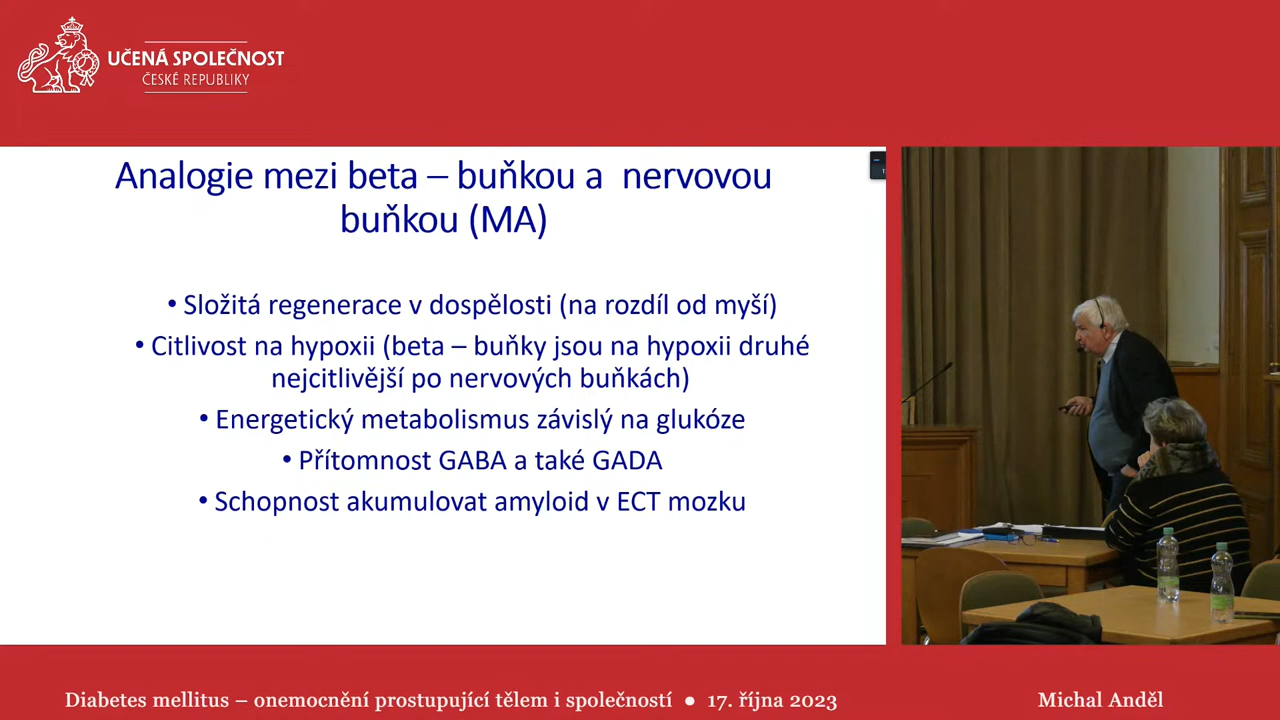 UČENÁ SPOLEČNOST
ČESKÉ REPUBLIKY
Analogie mezi beta – buňkou a nervovou
buňkou (MA)
• Složitá regenerace v dospělosti (na rozdíl od myší)
• Citlivost na hypoxii (beta – buňky jsou na hypoxii druhé
nejcitlivější po nervových buňkách)
• Energetický metabolismus závislý na glukóze
• Přítomnost GABA a také GADA
• Schopnost akumulovat amyloid v ECT mozku
Diabetes mellitus – onemocnění prostupující tělem i společností ● 17. října 2023
Michal Anděl